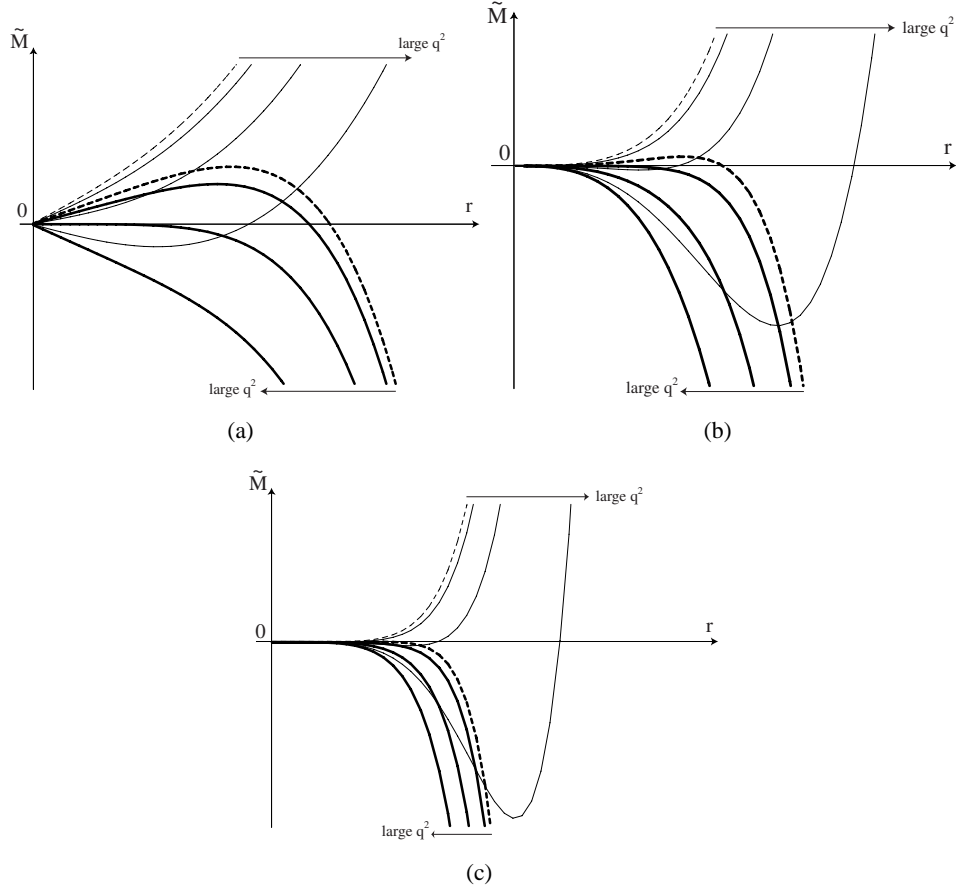 M̃
large q²
0
r
large q²
(a)
M̃
large q²
0
r
large q²
(b)
M̃
large q²
0
r
large q²
(c)